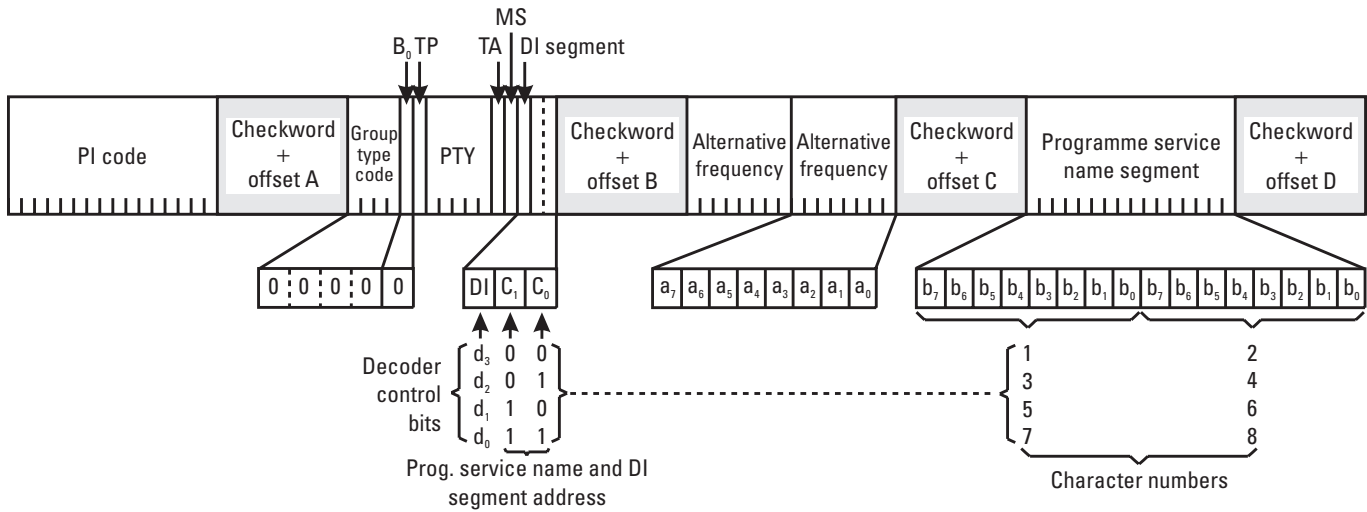 MS
B₀ TP TA DI segment
PI code
Checkword
+
offset A
Group
type
code
PTY
Checkword
+
offset B
Alternative
frequency
Alternative
frequency
Checkword
+
offset C
Programme service
name segment
Checkword
+
offset D
0 0 0 0 0
DI C₁ C₀
a₇ a₆ a₅ a₄ a₃ a₂ a₁ a₀
b₇ b₆ b₅ b₄ b₃ b₂ b₁ b₀ b₇ b₆ b₅ b₄ b₃ b₂ b₁ b₀
Decoder
control
bits
d₃ 0 0
d₂ 0 1
d₁ 1 0
d₀ 1 1
1 2
3 4
5 6
7 8
Prog. service name and DI
segment address
Character numbers